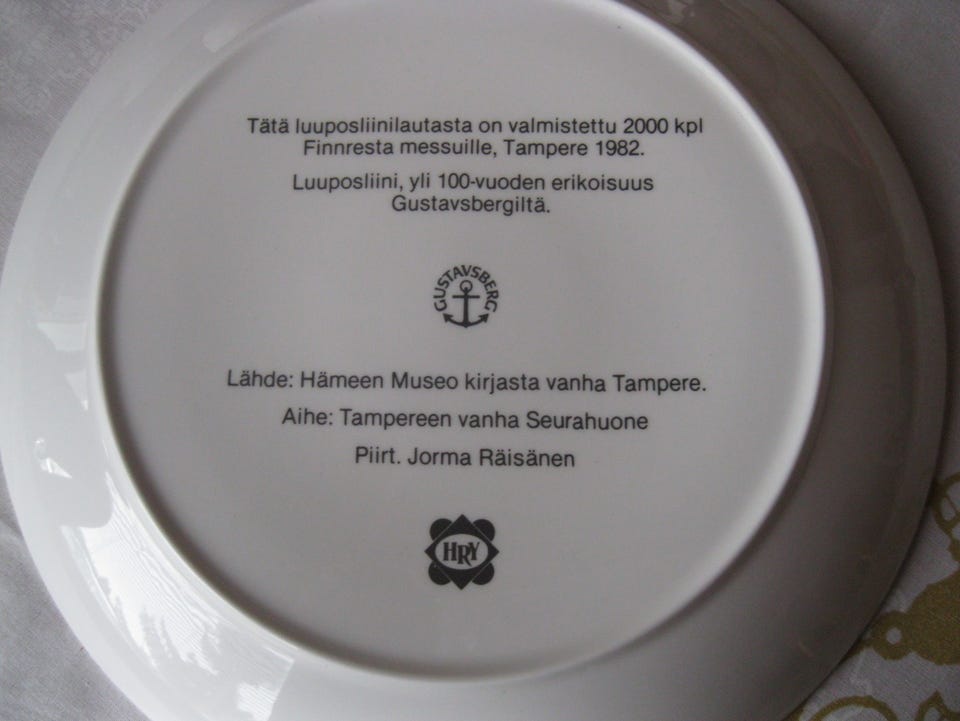 Tätä luuposliinilautasta on valmistettu 2000 kpl
Finnresta messuille, Tampere 1982.
Luuposliini, yli 100-vuoden erikoisuus
Gustavsbergiltä.
GUSTAVSBERG
Lähde: Hämeen Museo kirjasta vanha Tampere.
Aihe: Tampereen vanha Seurahuone
Piirt. Jorma Räisänen
HRY